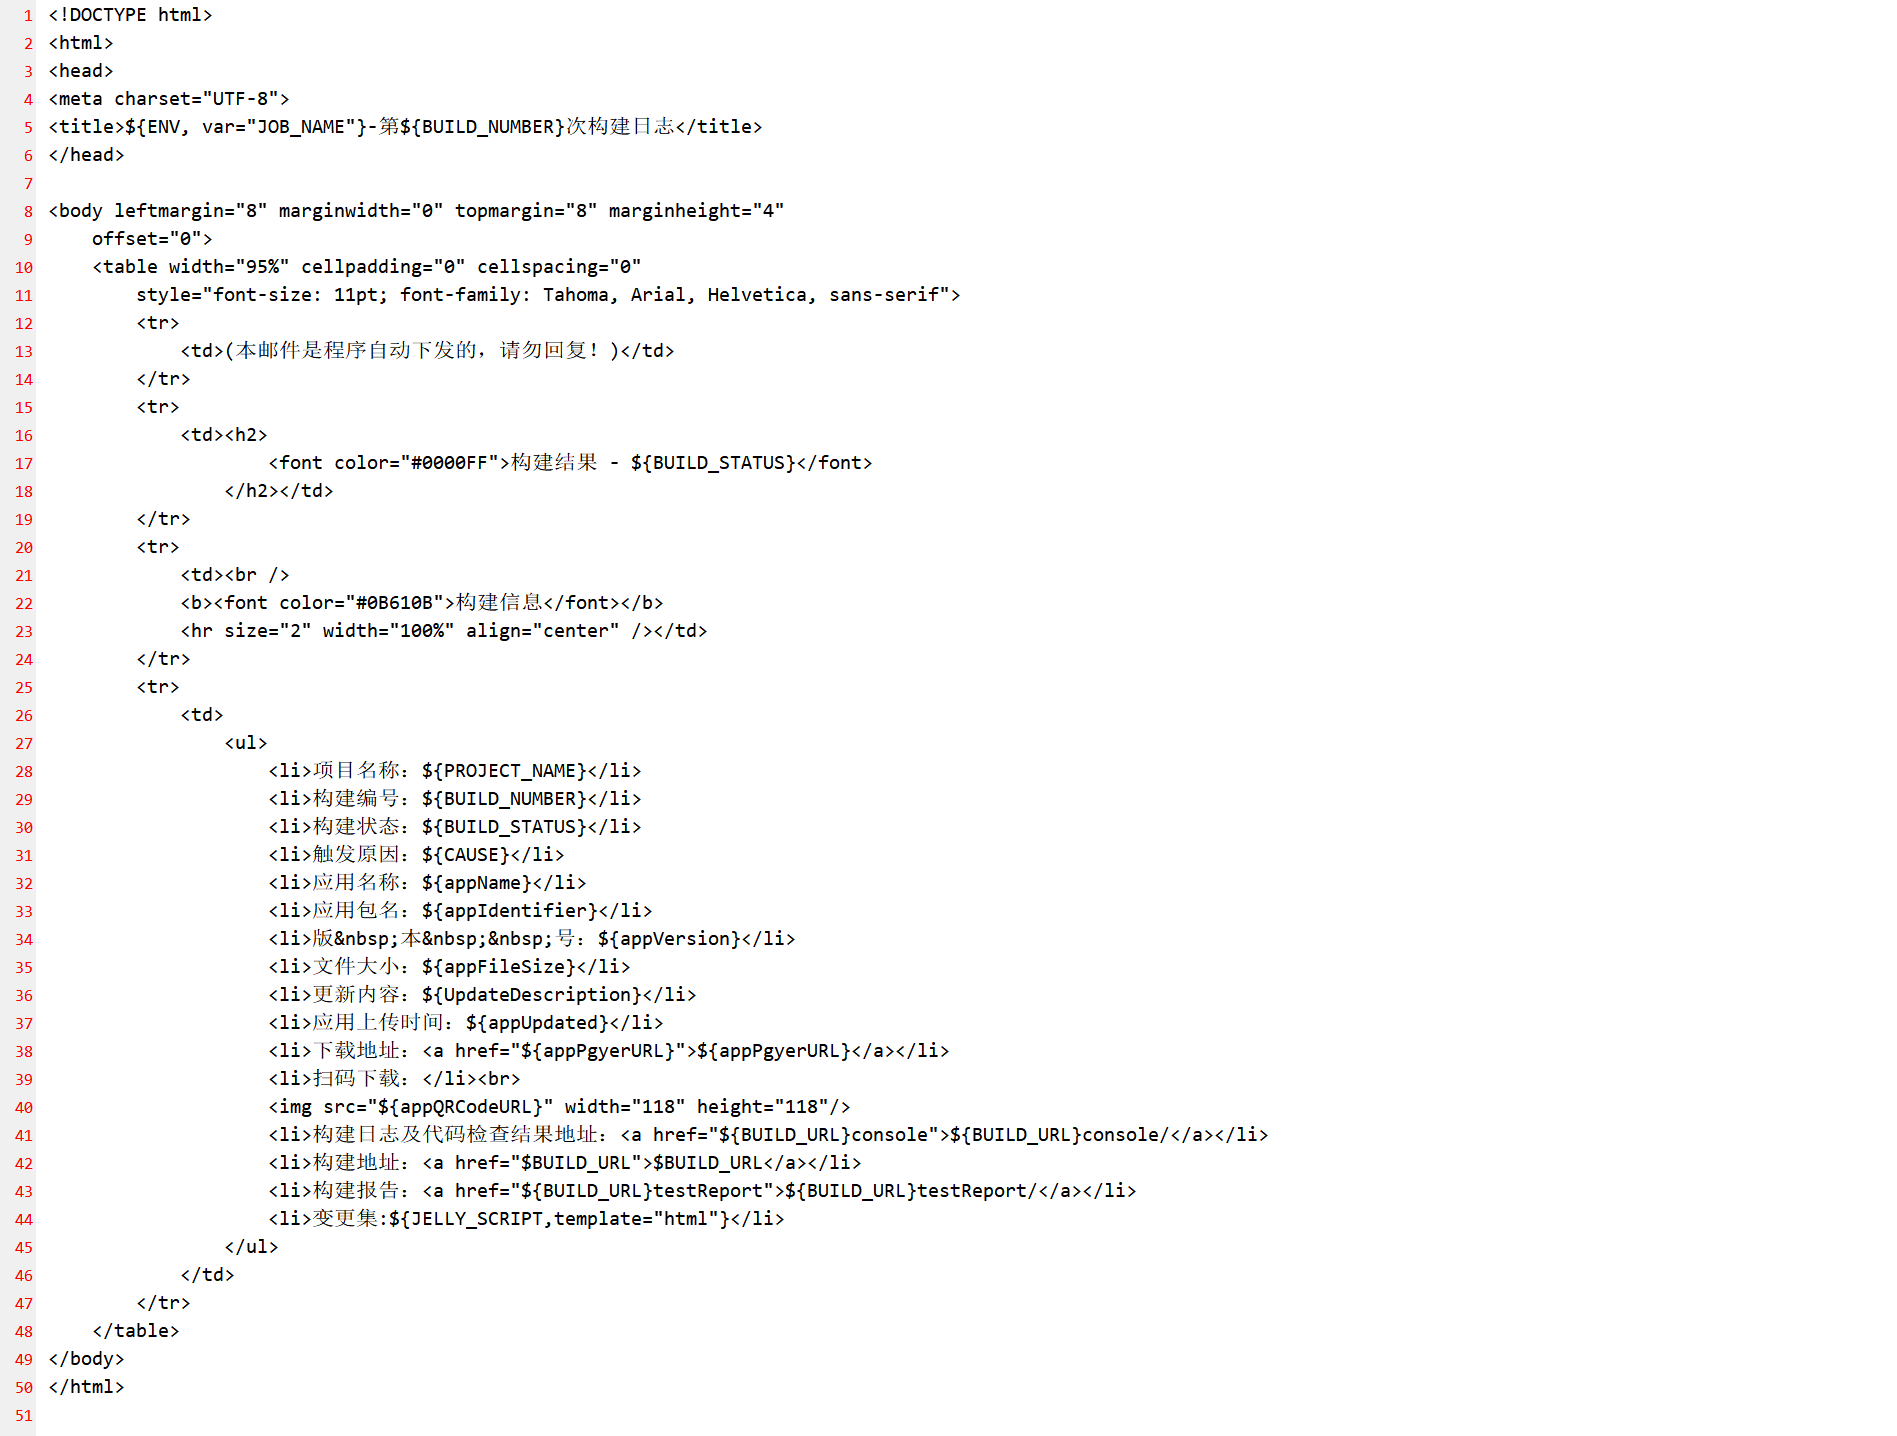 1 <!DOCTYPE html>
2 <html>
3 <head>
4 <meta charset="UTF-8">
5 <title>${ENV, var="JOB_NAME"}-第${BUILD_NUMBER}次构建日志</title>
6 </head>
7
8 <body leftmargin="8" marginwidth="0" topmargin="8" marginheight="4"
9     offset="0">
10     <table width="95%" cellpadding="0" cellspacing="0"
11         style="font-size: 11pt; font-family: Tahoma, Arial, Helvetica, sans-serif">
12         <tr>
13             <td>(本邮件是程序自动下发的，请勿回复！)</td>
14         </tr>
15         <tr>
16             <td><h2>
17                     <font color="#0000FF">构建结果 - ${BUILD_STATUS}</font>
18                 </h2></td>
19         </tr>
20         <tr>
21             <td><br />
22             <b><font color="#0B610B">构建信息</font></b>
23             <hr size="2" width="100%" align="center" /></td>
24         </tr>
25         <tr>
26             <td>
27                 <ul>
28                     <li>项目名称：${PROJECT_NAME}</li>
29                     <li>构建编号：${BUILD_NUMBER}</li>
30                     <li>构建状态：${BUILD_STATUS}</li>
31                     <li>触发原因：${CAUSE}</li>
32                     <li>应用名称：${appName}</li>
33                     <li>应用包名：${appIdentifier}</li>
34                     <li>版&nbsp;本&nbsp;&nbsp;号：${appVersion}</li>
35                     <li>文件大小：${appFileSize}</li>
36                     <li>更新内容：${UpdateDescription}</li>
37                     <li>应用上传时间：${appUpdated}</li>
38                     <li>下载地址：<a href="${appPgyerURL}">${appPgyerURL}</a></li>
39                     <li>扫码下载：</li><br>
40                     <img src="${appQRCodeURL}" width="118" height="118"/>
41                     <li>构建日志及代码检查结果地址：<a href="${BUILD_URL}console">${BUILD_URL}console/</a></li>
42                     <li>构建地址：<a href="$BUILD_URL">$BUILD_URL</a></li>
43                     <li>构建报告：<a href="${BUILD_URL}testReport">${BUILD_URL}testReport/</a></li>
44                     <li>变更集:${JELLY_SCRIPT,template="html"}</li>
45                 </ul>
46             </td>
47         </tr>
48     </table>
49 </body>
50 </html>
51